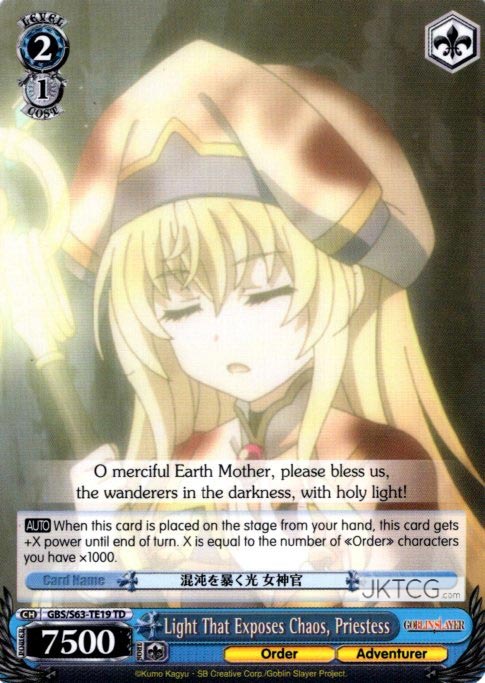 LEVEL
2
1
COST
O merciful Earth Mother, please bless us,
the wanderers in the darkness, with holy light!
AUTO When this card is placed on the stage from your hand, this card gets
+X power until end of turn. X is equal to the number of «Order» characters
you have ×1000.
Card Name 混沌を暴く光 女神官
JKTCG.com
CH GBS/S63-TE19 TD
Light That Exposes Chaos, Priestess
GOBLIN SLAYER
POWER
7500
SOUL
Order
Adventurer
©Kumo Kagyu・SB Creative Corp./Goblin Slayer Project.